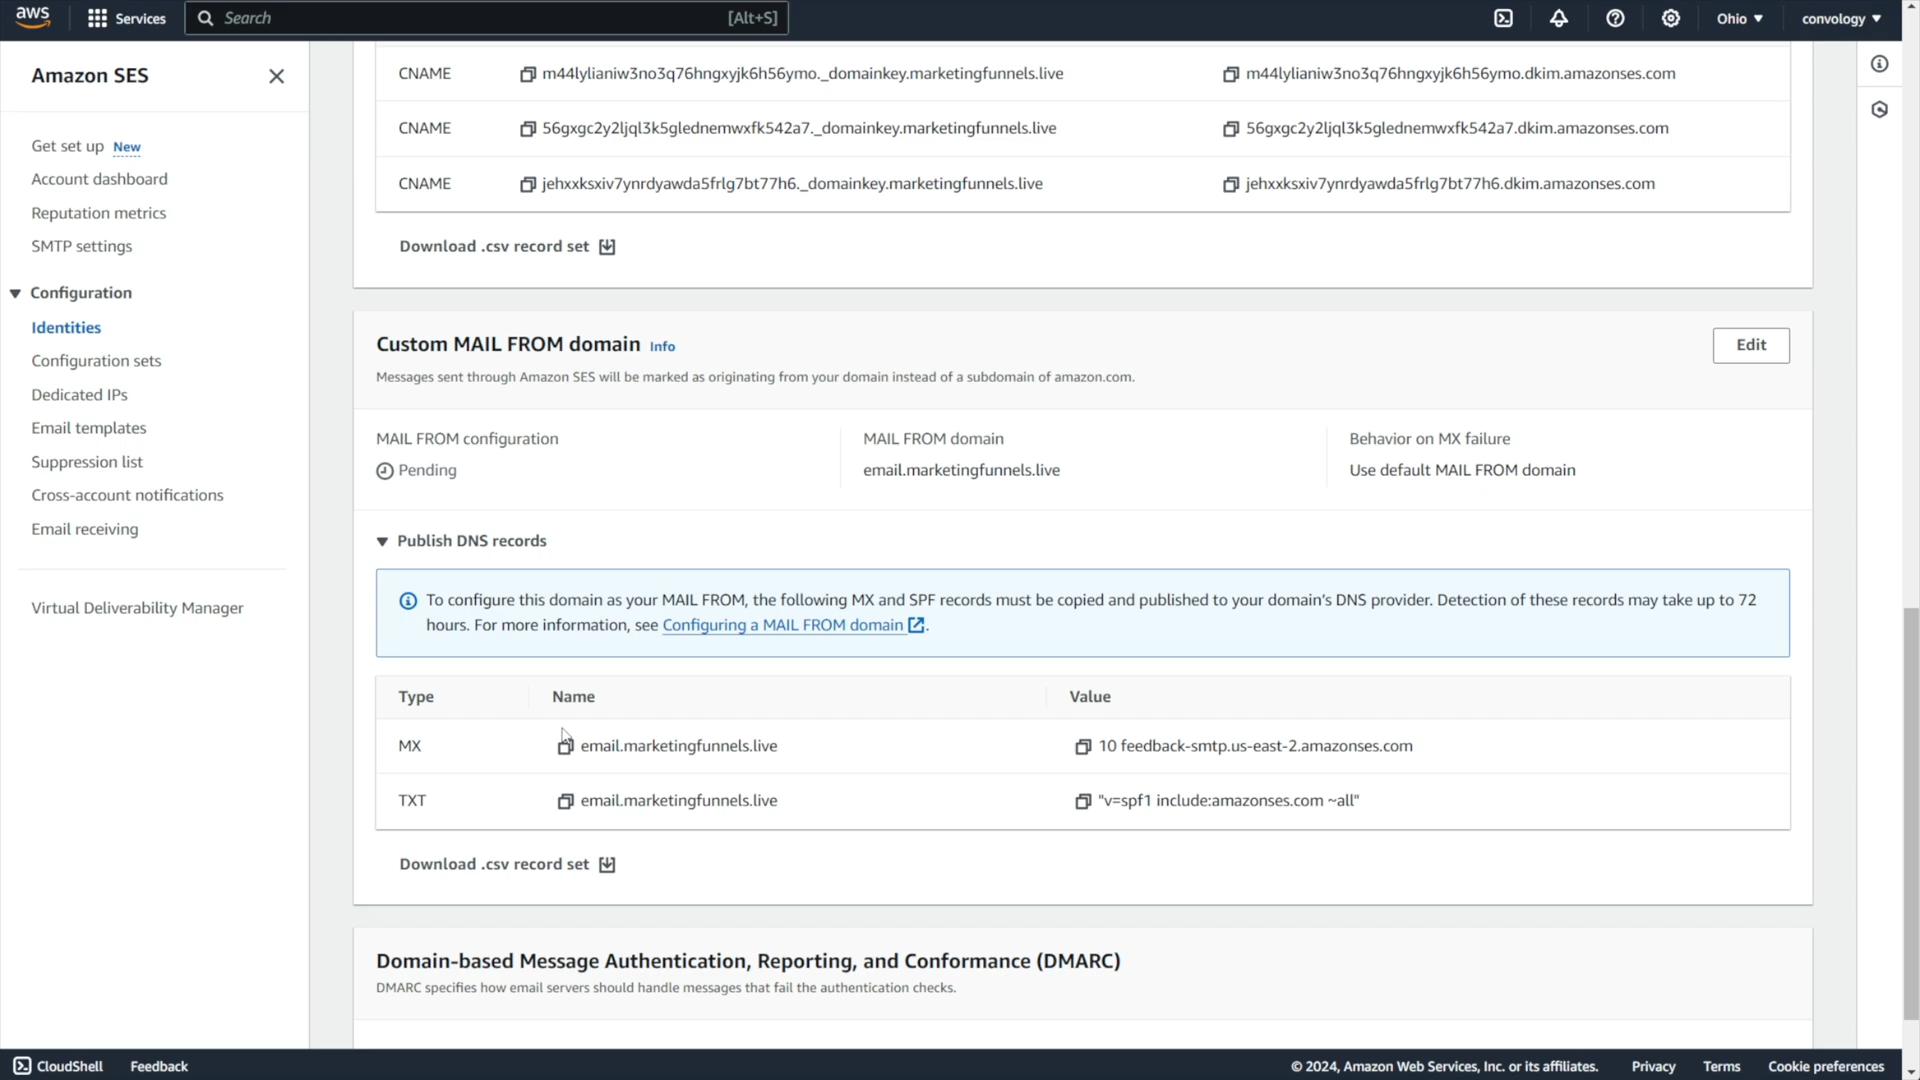 aws Services Search [Alt+S] Ohio ▼ convology ▼
Amazon SES
Get set up New
Account dashboard
Reputation metrics
SMTP settings
Configuration
Identities
Configuration sets
Dedicated IPs
Email templates
Suppression list
Cross-account notifications
Email receiving
Virtual Deliverability Manager
CNAME m44lylianiw3no3q76hngxyjk6h56ymo._domainkey.marketingfunnels.live m44lylianiw3no3q76hngxyjk6h56ymo.dkim.amazonses.com
CNAME 56gxgc2y2ljql3k5glednemwxfk542a7._domainkey.marketingfunnels.live 56gxgc2y2ljql3k5glednemwxfk542a7.dkim.amazonses.com
CNAME jehxxksxiv7ynrdyawda5frlg7bt77h6._domainkey.marketingfunnels.live jehxxksxiv7ynrdyawda5frlg7bt77h6.dkim.amazonses.com
Download .csv record set
Custom MAIL FROM domain Info
Edit
Messages sent through Amazon SES will be marked as originating from your domain instead of a subdomain of amazon.com.
MAIL FROM configuration MAIL FROM domain Behavior on MX failure
Pending email.marketingfunnels.live Use default MAIL FROM domain
Publish DNS records
To configure this domain as your MAIL FROM, the following MX and SPF records must be copied and published to your domain's DNS provider. Detection of these records may take up to 72
hours. For more information, see Configuring a MAIL FROM domain.
Type Name Value
MX email.marketingfunnels.live 10 feedback-smtp.us-east-2.amazonses.com
TXT email.marketingfunnels.live "v=spf1 include:amazonses.com ~all"
Download .csv record set
Domain-based Message Authentication, Reporting, and Conformance (DMARC)
DMARC specifies how email servers should handle messages that fail the authentication checks.
CloudShell Feedback © 2024, Amazon Web Services, Inc. or its affiliates. Privacy Terms Cookie preferences